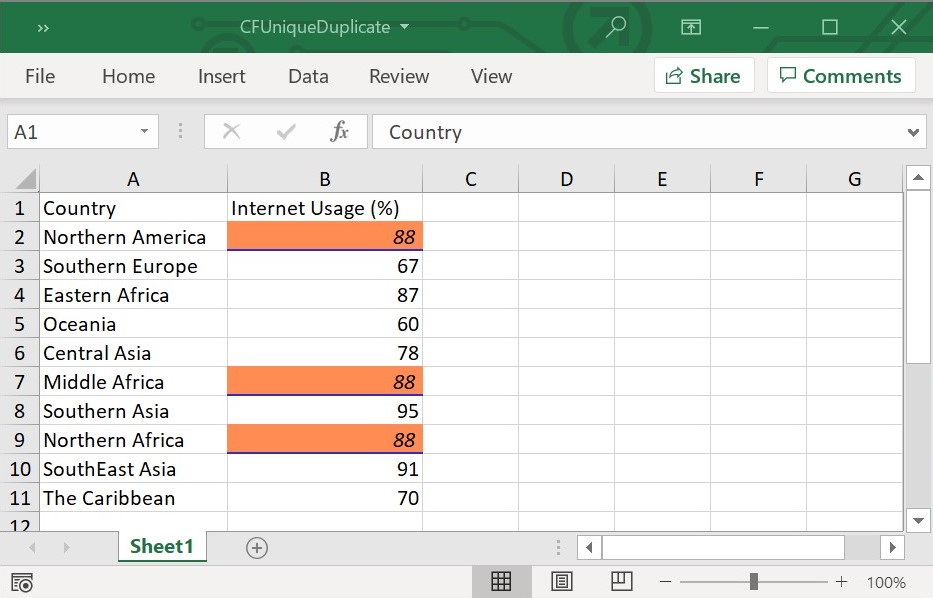 » CFUniqueDuplicate
File Home Insert Data Review View Share Comments
A1 fx Country
A B C D E F G
1 Country Internet Usage (%)
2 Northern America 88
3 Southern Europe 67
4 Eastern Africa 87
5 Oceania 60
6 Central Asia 78
7 Middle Africa 88
8 Southern Asia 95
9 Northern Africa 88
10 SouthEast Asia 91
11 The Caribbean 70
12
Sheet1
100%